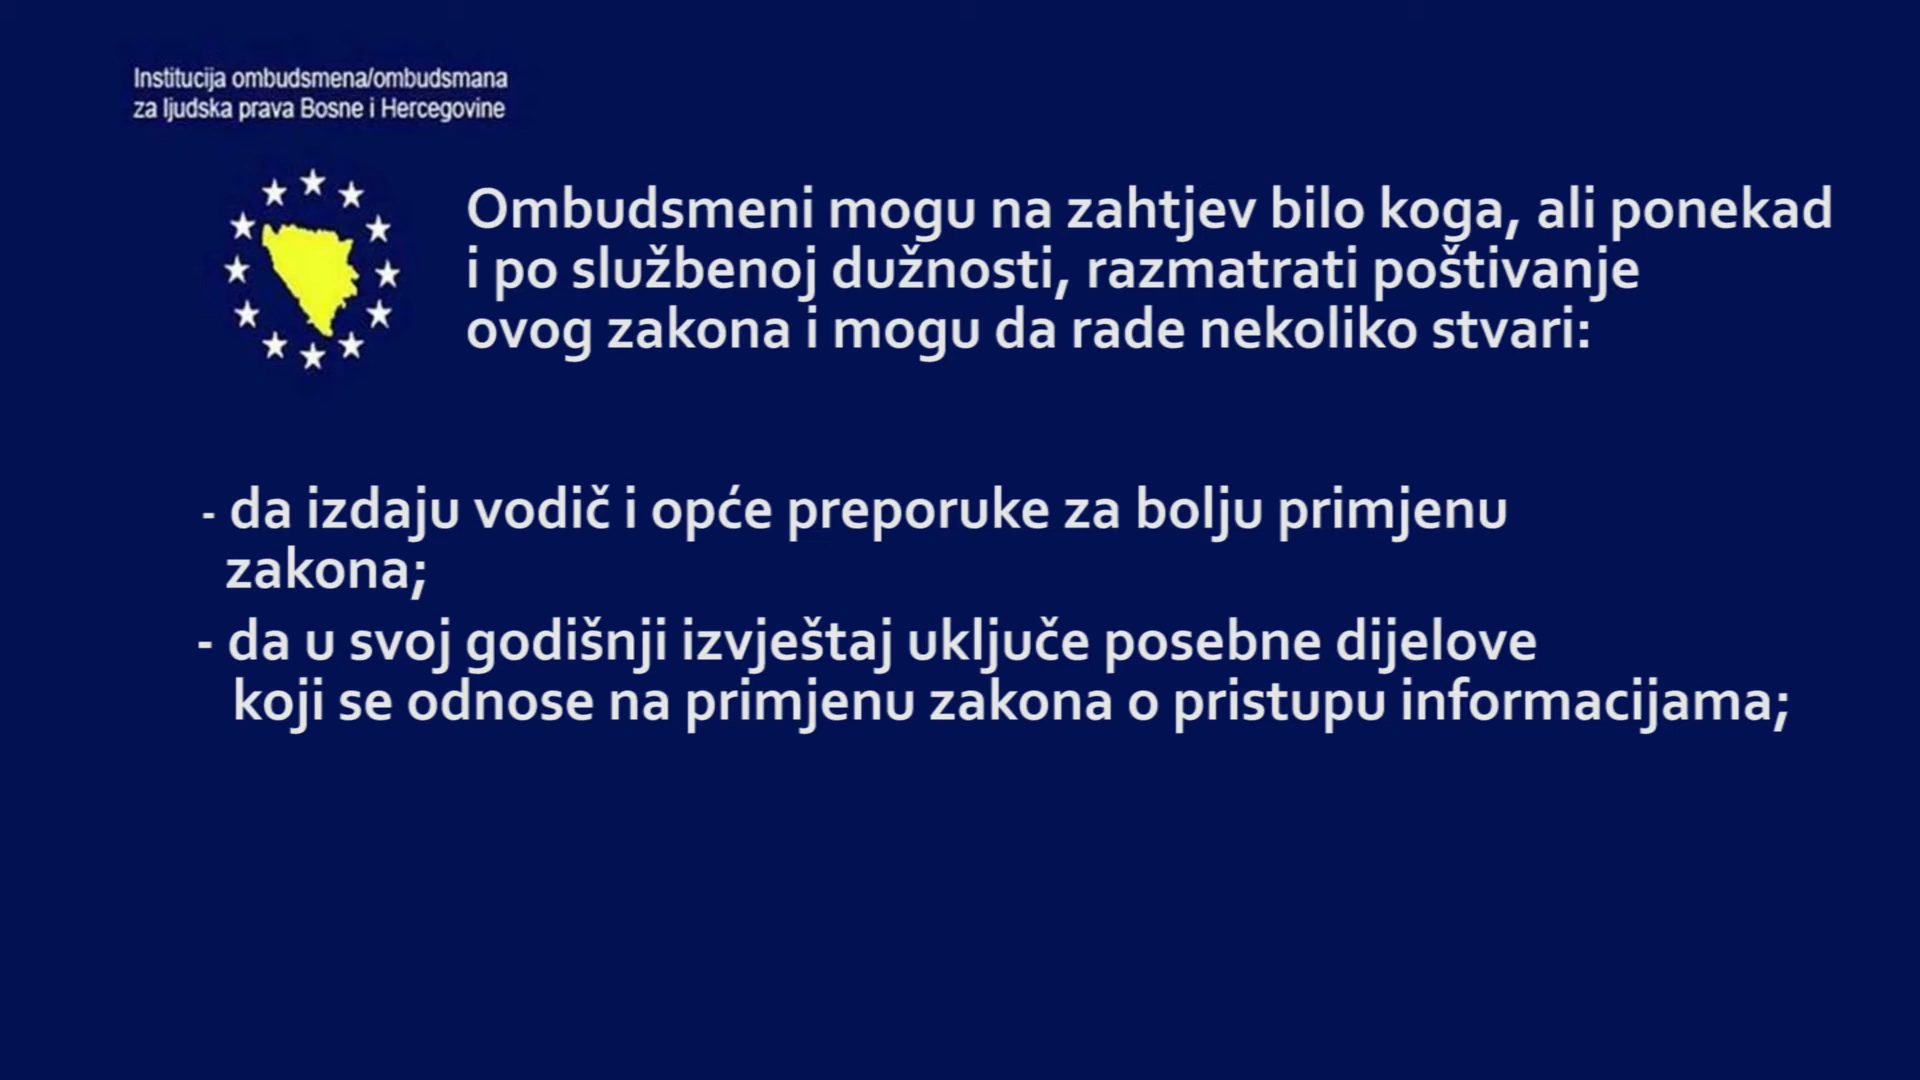 Institucija ombudsmena/ombudsmana
za ljudska prava Bosne i Hercegovine
Ombudsmeni mogu na zahtjev bilo koga, ali ponekad
i po službenoj dužnosti, razmatrati poštivanje
ovog zakona i mogu da rade nekoliko stvari:
- da izdaju vodič i opće preporuke za bolju primjenu
zakona;
- da u svoj godišnji izvještaj uključe posebne dijelove
koji se odnose na primjenu zakona o pristupu informacijama;